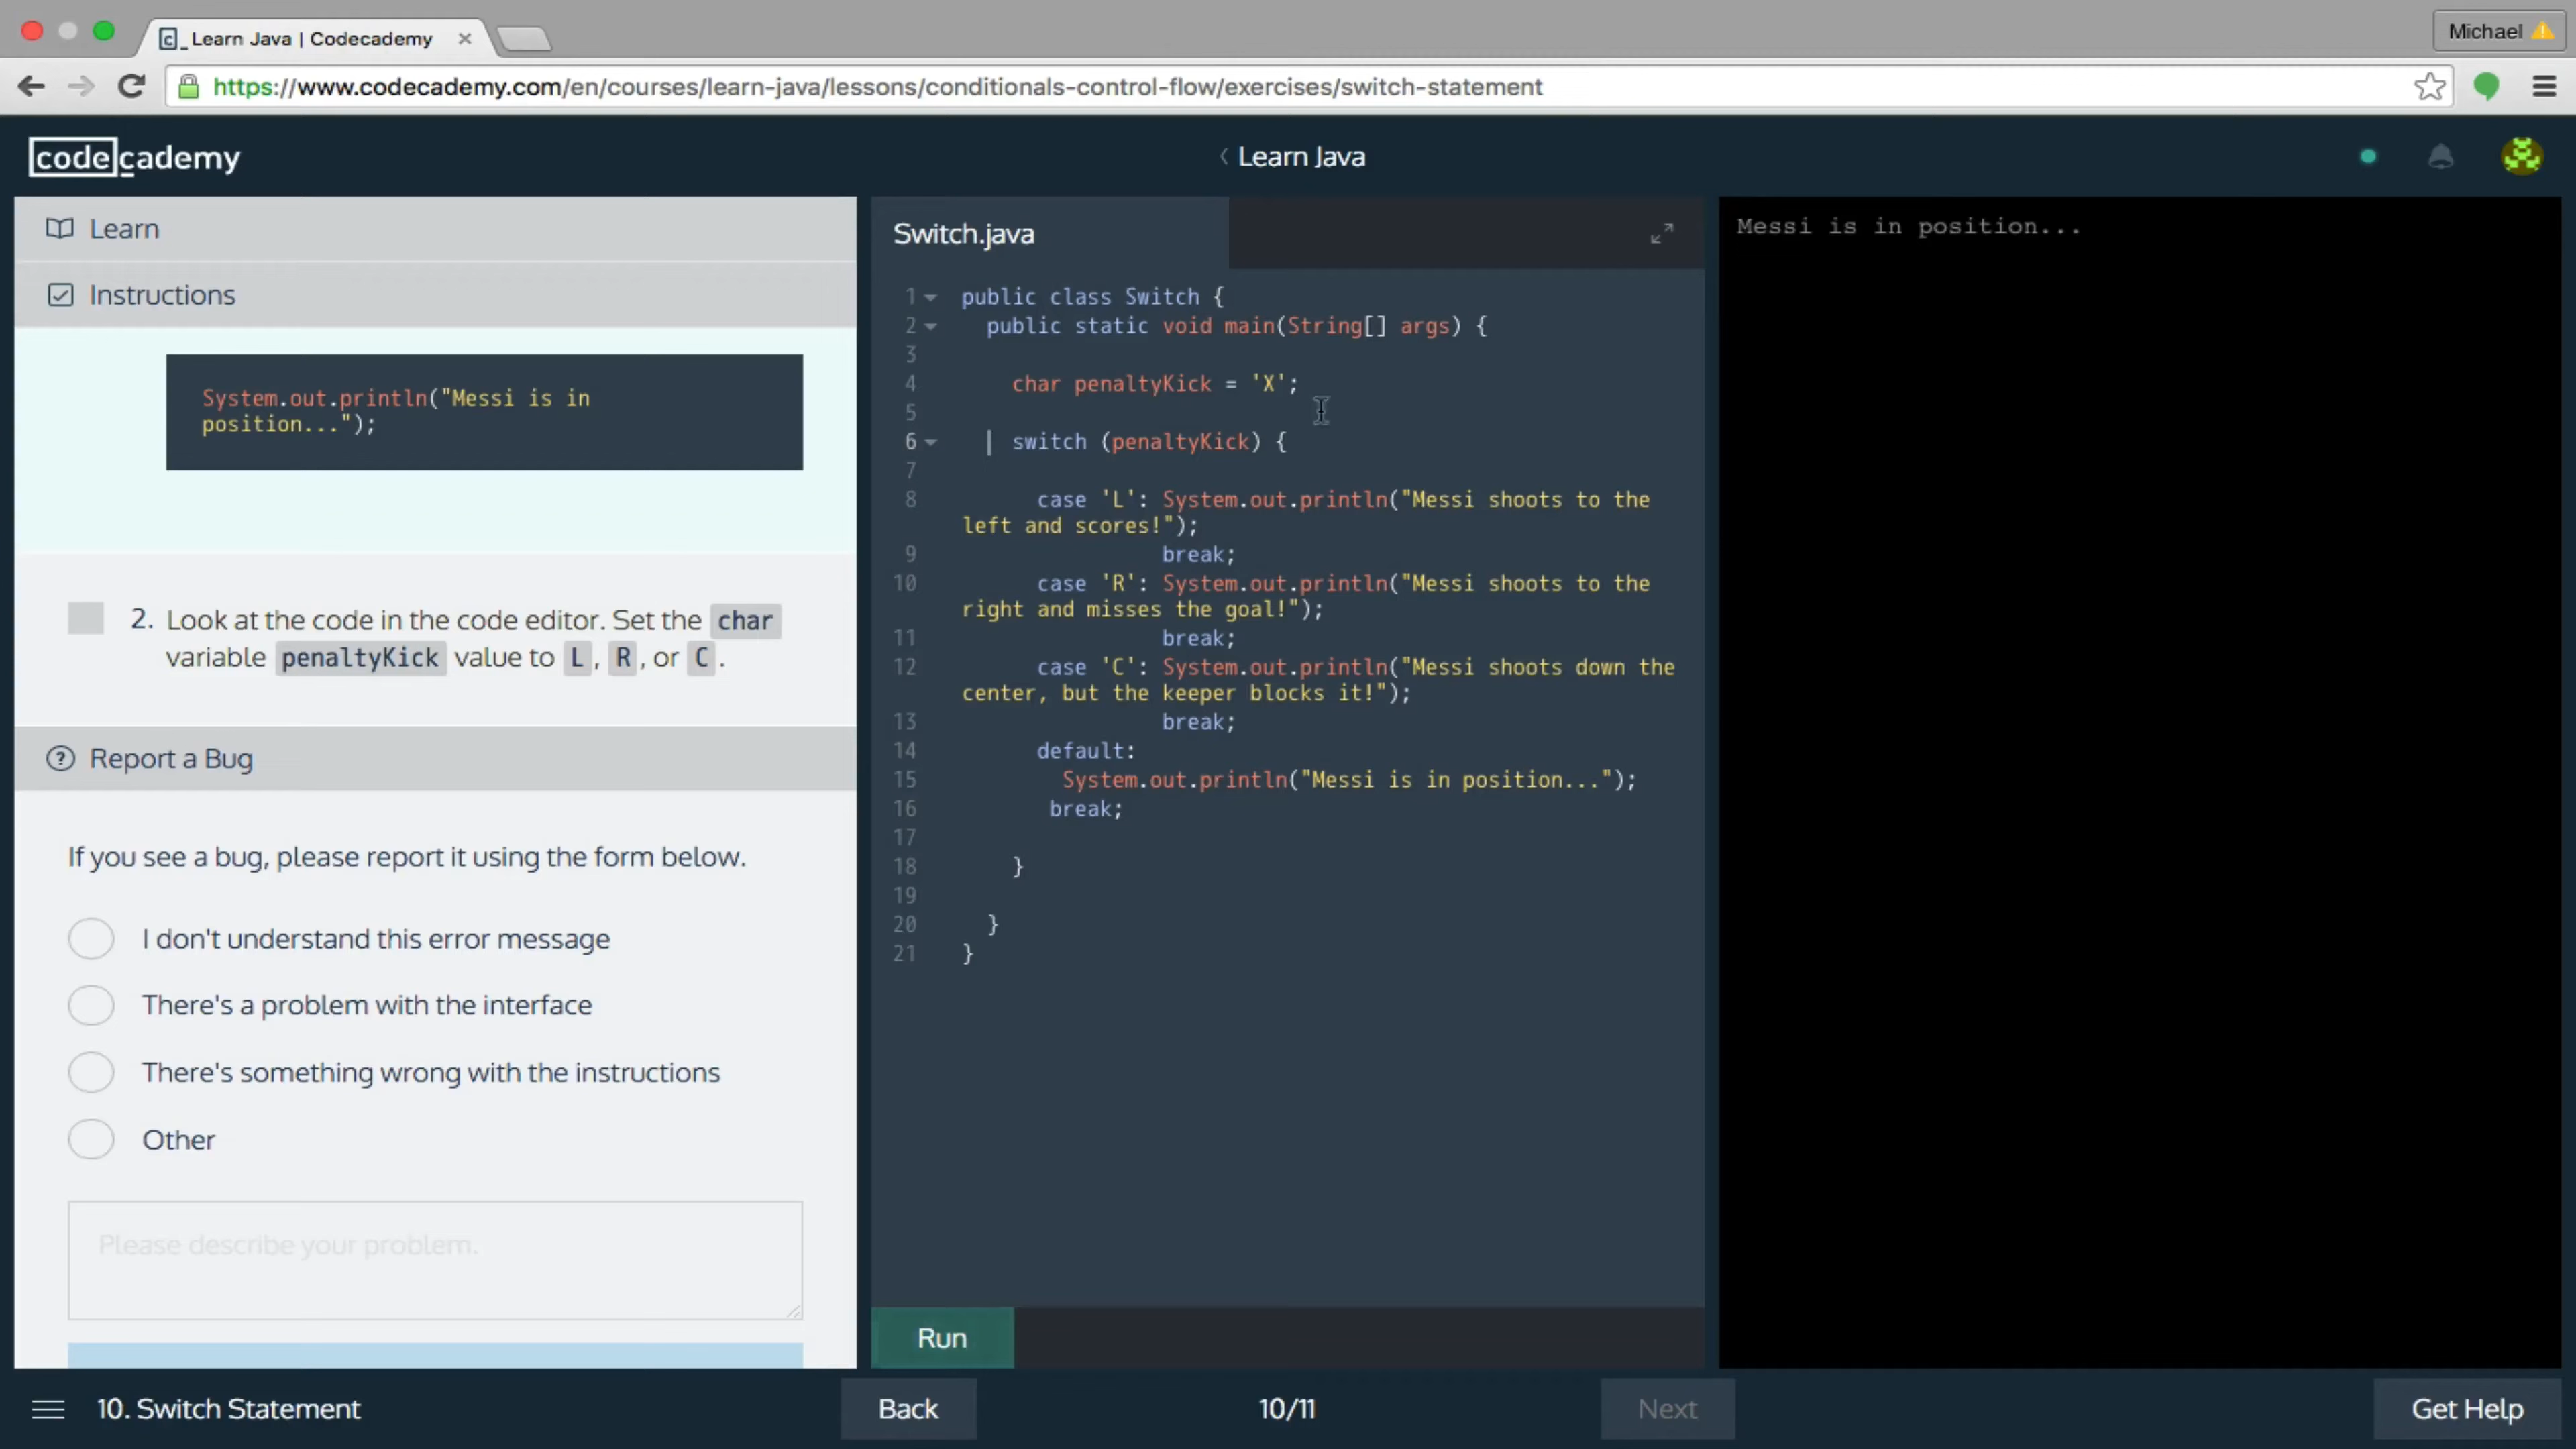 Learn Java | Codecademy
Michael
https://www.codecademy.com/en/courses/learn-java/lessons/conditionals-control-flow/exercises/switch-statement
codecademy
Learn Java
Learn
Instructions
System.out.println("Messi is in
position...");
2. Look at the code in the code editor. Set the char
variable penaltyKick value to L, R, or C.
Report a Bug
If you see a bug, please report it using the form below.
I don't understand this error message
There's a problem with the interface
There's something wrong with the instructions
Other
Please describe your problem.
Switch.java
1 public class Switch {
2 public static void main(String[] args) {
3
4 char penaltyKick = 'X';
5
6 switch (penaltyKick) {
7
8 case 'L': System.out.println("Messi shoots to the
left and scores!");
9 break;
10 case 'R': System.out.println("Messi shoots to the
right and misses the goal!");
11 break;
12 case 'C': System.out.println("Messi shoots down the
center, but the keeper blocks it!");
13 break;
14 default:
15 System.out.println("Messi is in position...");
16 break;
17
18 }
19
20 }
21 }
Run
Messi is in position...
10. Switch Statement
Back
10/11
Next
Get Help